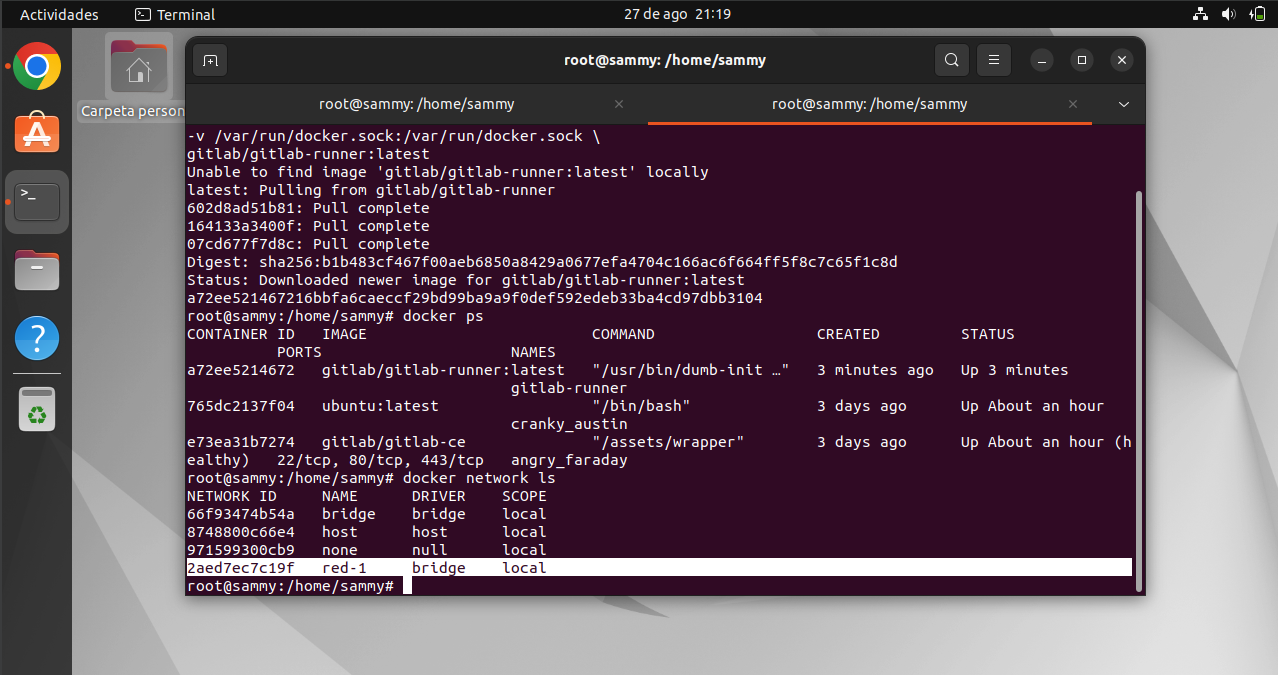 Actividades Terminal 27 de ago 21:19
Carpeta person
root@sammy: /home/sammy
root@sammy: /home/sammy × root@sammy: /home/sammy ×
-v /var/run/docker.sock:/var/run/docker.sock \
gitlab/gitlab-runner:latest
Unable to find image 'gitlab/gitlab-runner:latest' locally
latest: Pulling from gitlab/gitlab-runner
602d8ad51b81: Pull complete
164133a3400f: Pull complete
07cd677f7d8c: Pull complete
Digest: sha256:b1b483cf467f00aeb6850a8429a0677efa4704c166ac6f664ff5f8c7c65f1c8d
Status: Downloaded newer image for gitlab/gitlab-runner:latest
a72ee521467216bbfa6caeccf29bd99ba9a9f0def592edeb33ba4cd97dbb3104
root@sammy:/home/sammy# docker ps
CONTAINER ID   IMAGE                         COMMAND                  CREATED         STATUS
          PORTS                     NAMES
a72ee5214672   gitlab/gitlab-runner:latest   "/usr/bin/dumb-init …"   3 minutes ago   Up 3 minutes
                                    gitlab-runner
765dc2137f04   ubuntu:latest                 "/bin/bash"              3 days ago      Up About an hour
                                    cranky_austin
e73ea31b7274   gitlab/gitlab-ce              "/assets/wrapper"        3 days ago      Up About an hour (h
ealthy)   22/tcp, 80/tcp, 443/tcp   angry_faraday
root@sammy:/home/sammy# docker network ls
NETWORK ID     NAME      DRIVER    SCOPE
66f93474b54a   bridge    bridge    local
8748800c66e4   host      host      local
971599300cb9   none      null      local
2aed7ec7c19f   red-1     bridge    local
root@sammy:/home/sammy#